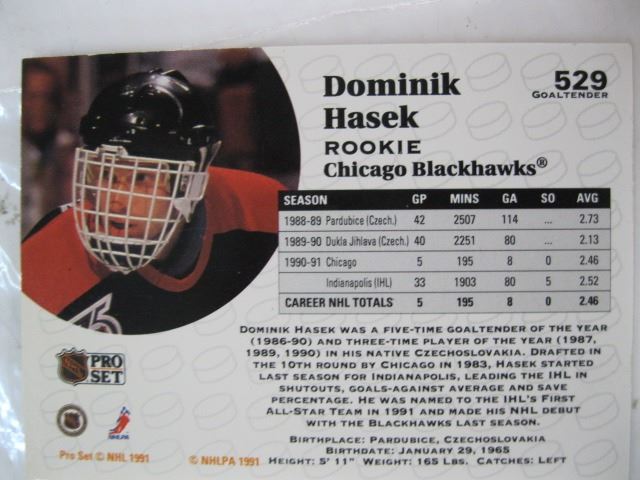 Dominik
Hasek
ROOKIE
Chicago Blackhawks®
529
GOALTENDER
SEASON GP MINS GA SO AVG
1988-89 Pardubice (Czech.) 42 2507 114 ... 2.73
1989-90 Dukla Jihlava (Czech.) 40 2251 80 ... 2.13
1990-91 Chicago 5 195 8 0 2.46
Indianapolis (IHL) 33 1903 80 5 2.52
CAREER NHL TOTALS 5 195 8 0 2.46
DOMINIK HASEK WAS A FIVE-TIME GOALTENDER OF THE YEAR
(1986-90) AND THREE-TIME PLAYER OF THE YEAR (1987,
1989, 1990) IN HIS NATIVE CZECHOSLOVAKIA. DRAFTED IN
THE 10TH ROUND BY CHICAGO IN 1983, HASEK STARTED
LAST SEASON FOR INDIANAPOLIS, LEADING THE IHL IN
SHUTOUTS, GOALS-AGAINST AVERAGE AND SAVE
PERCENTAGE. HE WAS NAMED TO THE IHL'S FIRST
ALL-STAR TEAM IN 1991 AND MADE HIS NHL DEBUT
WITH THE BLACKHAWKS LAST SEASON.
BIRTHPLACE: PARDUBICE, CZECHOSLOVAKIA
BIRTHDATE: JANUARY 29, 1965
HEIGHT: 5' 11" WEIGHT: 165 LBS. CATCHES: LEFT
NHL
PRO
SET
NHLPA
Pro Set © NHL 1991
© NHLPA 1991